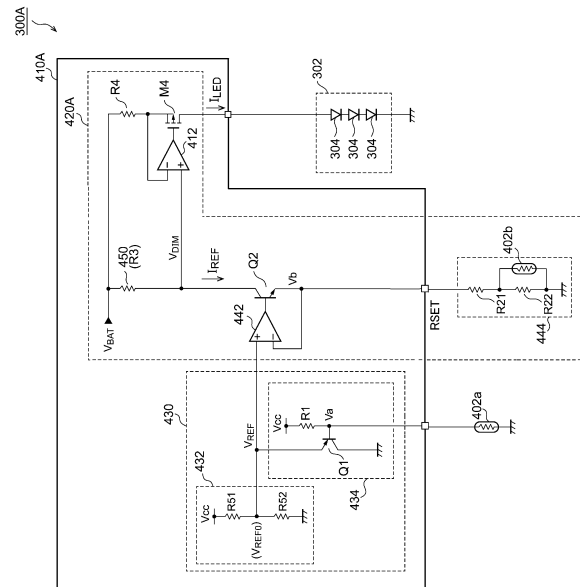 300A
410A
420A
R4
M4
I_LED
412
302
304
304
304
450
(R3)
V_DIM
I_REF
V_BAT
Q2
442
Vb
RSET
R21
R22
402b
444
430
V_REF
Vcc
R1
Va
Q1
434
402a
432
Vcc
R51
R52
(V_REF0)